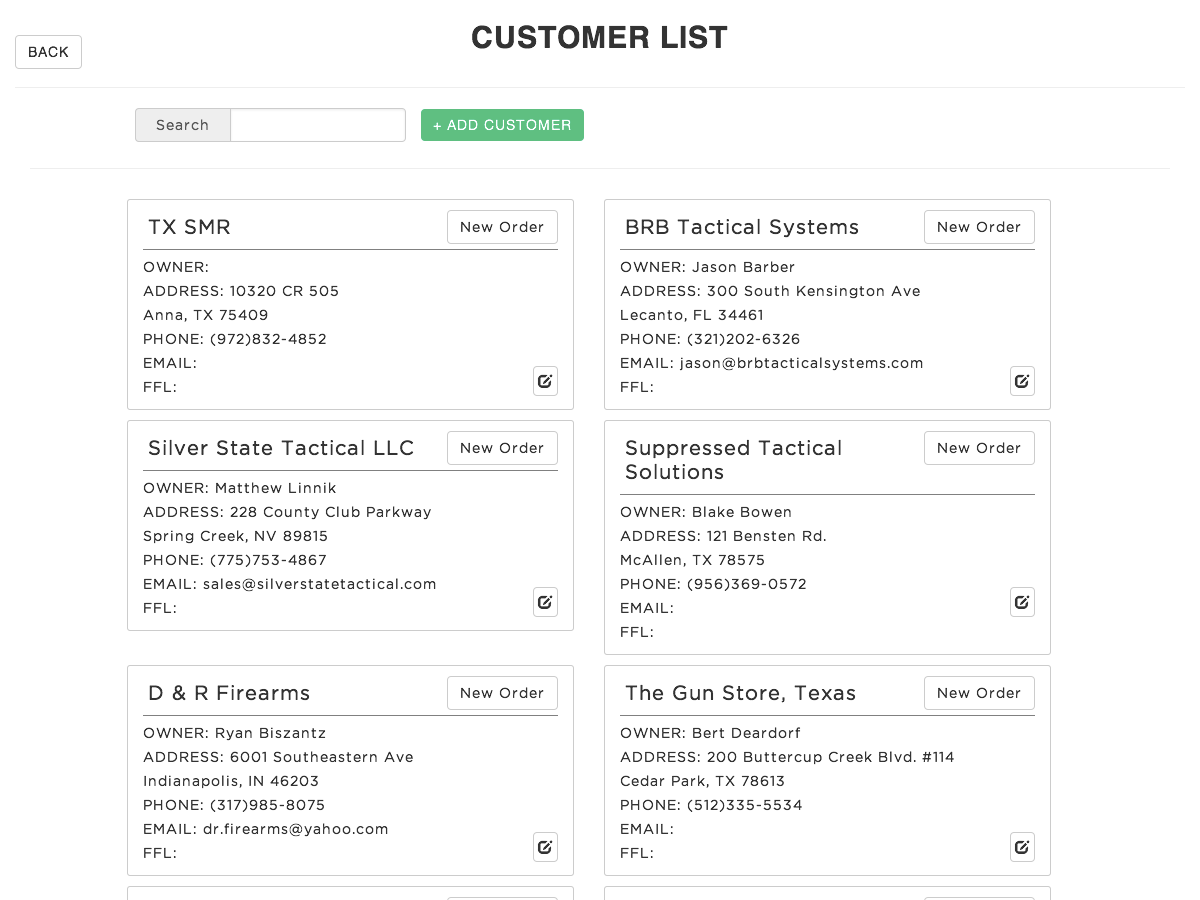 CUSTOMER LIST
BACK
Search
+ ADD CUSTOMER
TX SMR
New Order
OWNER:
ADDRESS: 10320 CR 505
Anna, TX 75409
PHONE: (972)832-4852
EMAIL:
FFL:
BRB Tactical Systems
New Order
OWNER: Jason Barber
ADDRESS: 300 South Kensington Ave
Lecanto, FL 34461
PHONE: (321)202-6326
EMAIL: jason@brbtacticalsystems.com
FFL:
Silver State Tactical LLC
New Order
OWNER: Matthew Linnik
ADDRESS: 228 County Club Parkway
Spring Creek, NV 89815
PHONE: (775)753-4867
EMAIL: sales@silverstatetactical.com
FFL:
Suppressed Tactical
Solutions
New Order
OWNER: Blake Bowen
ADDRESS: 121 Bensten Rd.
McAllen, TX 78575
PHONE: (956)369-0572
EMAIL:
FFL:
D & R Firearms
New Order
OWNER: Ryan Biszantz
ADDRESS: 6001 Southeastern Ave
Indianapolis, IN 46203
PHONE: (317)985-8075
EMAIL: dr.firearms@yahoo.com
FFL:
The Gun Store, Texas
New Order
OWNER: Bert Deardorf
ADDRESS: 200 Buttercup Creek Blvd. #114
Cedar Park, TX 78613
PHONE: (512)335-5534
EMAIL:
FFL: